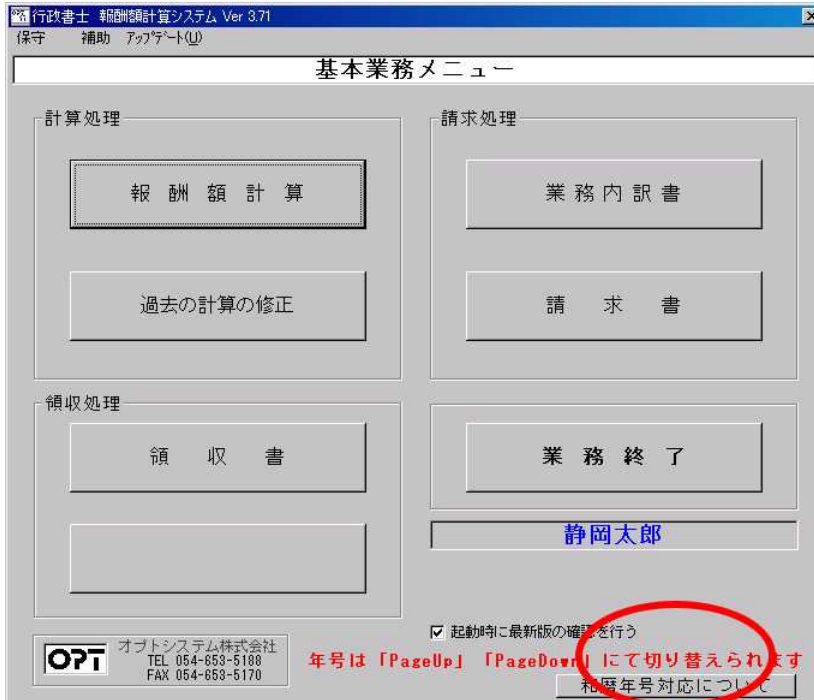 行政書士 報酬額計算システム Ver 3.71
保守 補助 アップデート(U)
基本業務メニュー
計算処理
報酬額計算
過去の計算の修正
請求処理
業務内訳書
請求書
領収処理
領収書
業務終了
静岡太郎
起動時に最新版の確認を行う
OPT
オプトシステム株式会社
TEL 054-653-5188
FAX 054-653-5170
年号は「PageUp」「PageDown」にて切り替えられます
和暦年号対応について